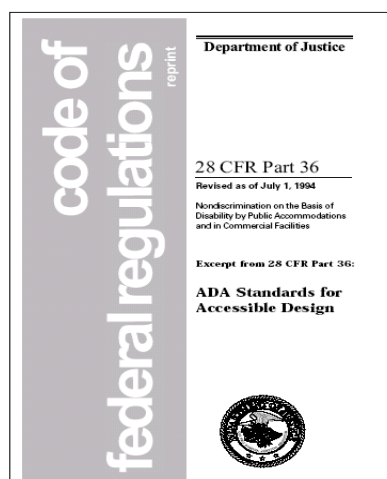 code of
federal regulations
reprint
Department of Justice
28 CFR Part 36
Revised as of July 1, 1994
Nondiscrimination on the Basis of
Disability by Public Accommodations
and in Commercial Facilities
Excerpt from 28 CFR Part 36:
ADA Standards for
Accessible Design